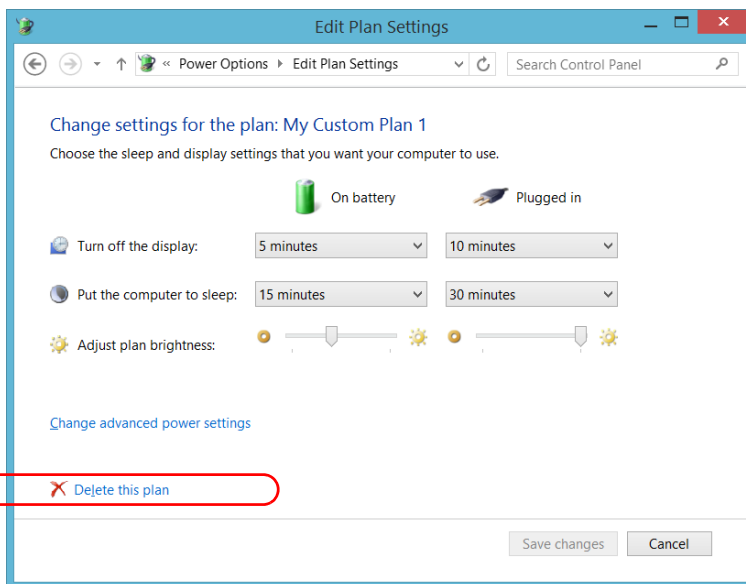 Edit Plan Settings
« Power Options Edit Plan Settings Search Control Panel
Change settings for the plan: My Custom Plan 1
Choose the sleep and display settings that you want your computer to use.
On battery Plugged in
Turn off the display: 5 minutes 10 minutes
Put the computer to sleep: 15 minutes 30 minutes
Adjust plan brightness:
Change advanced power settings
Delete this plan
Save changes Cancel